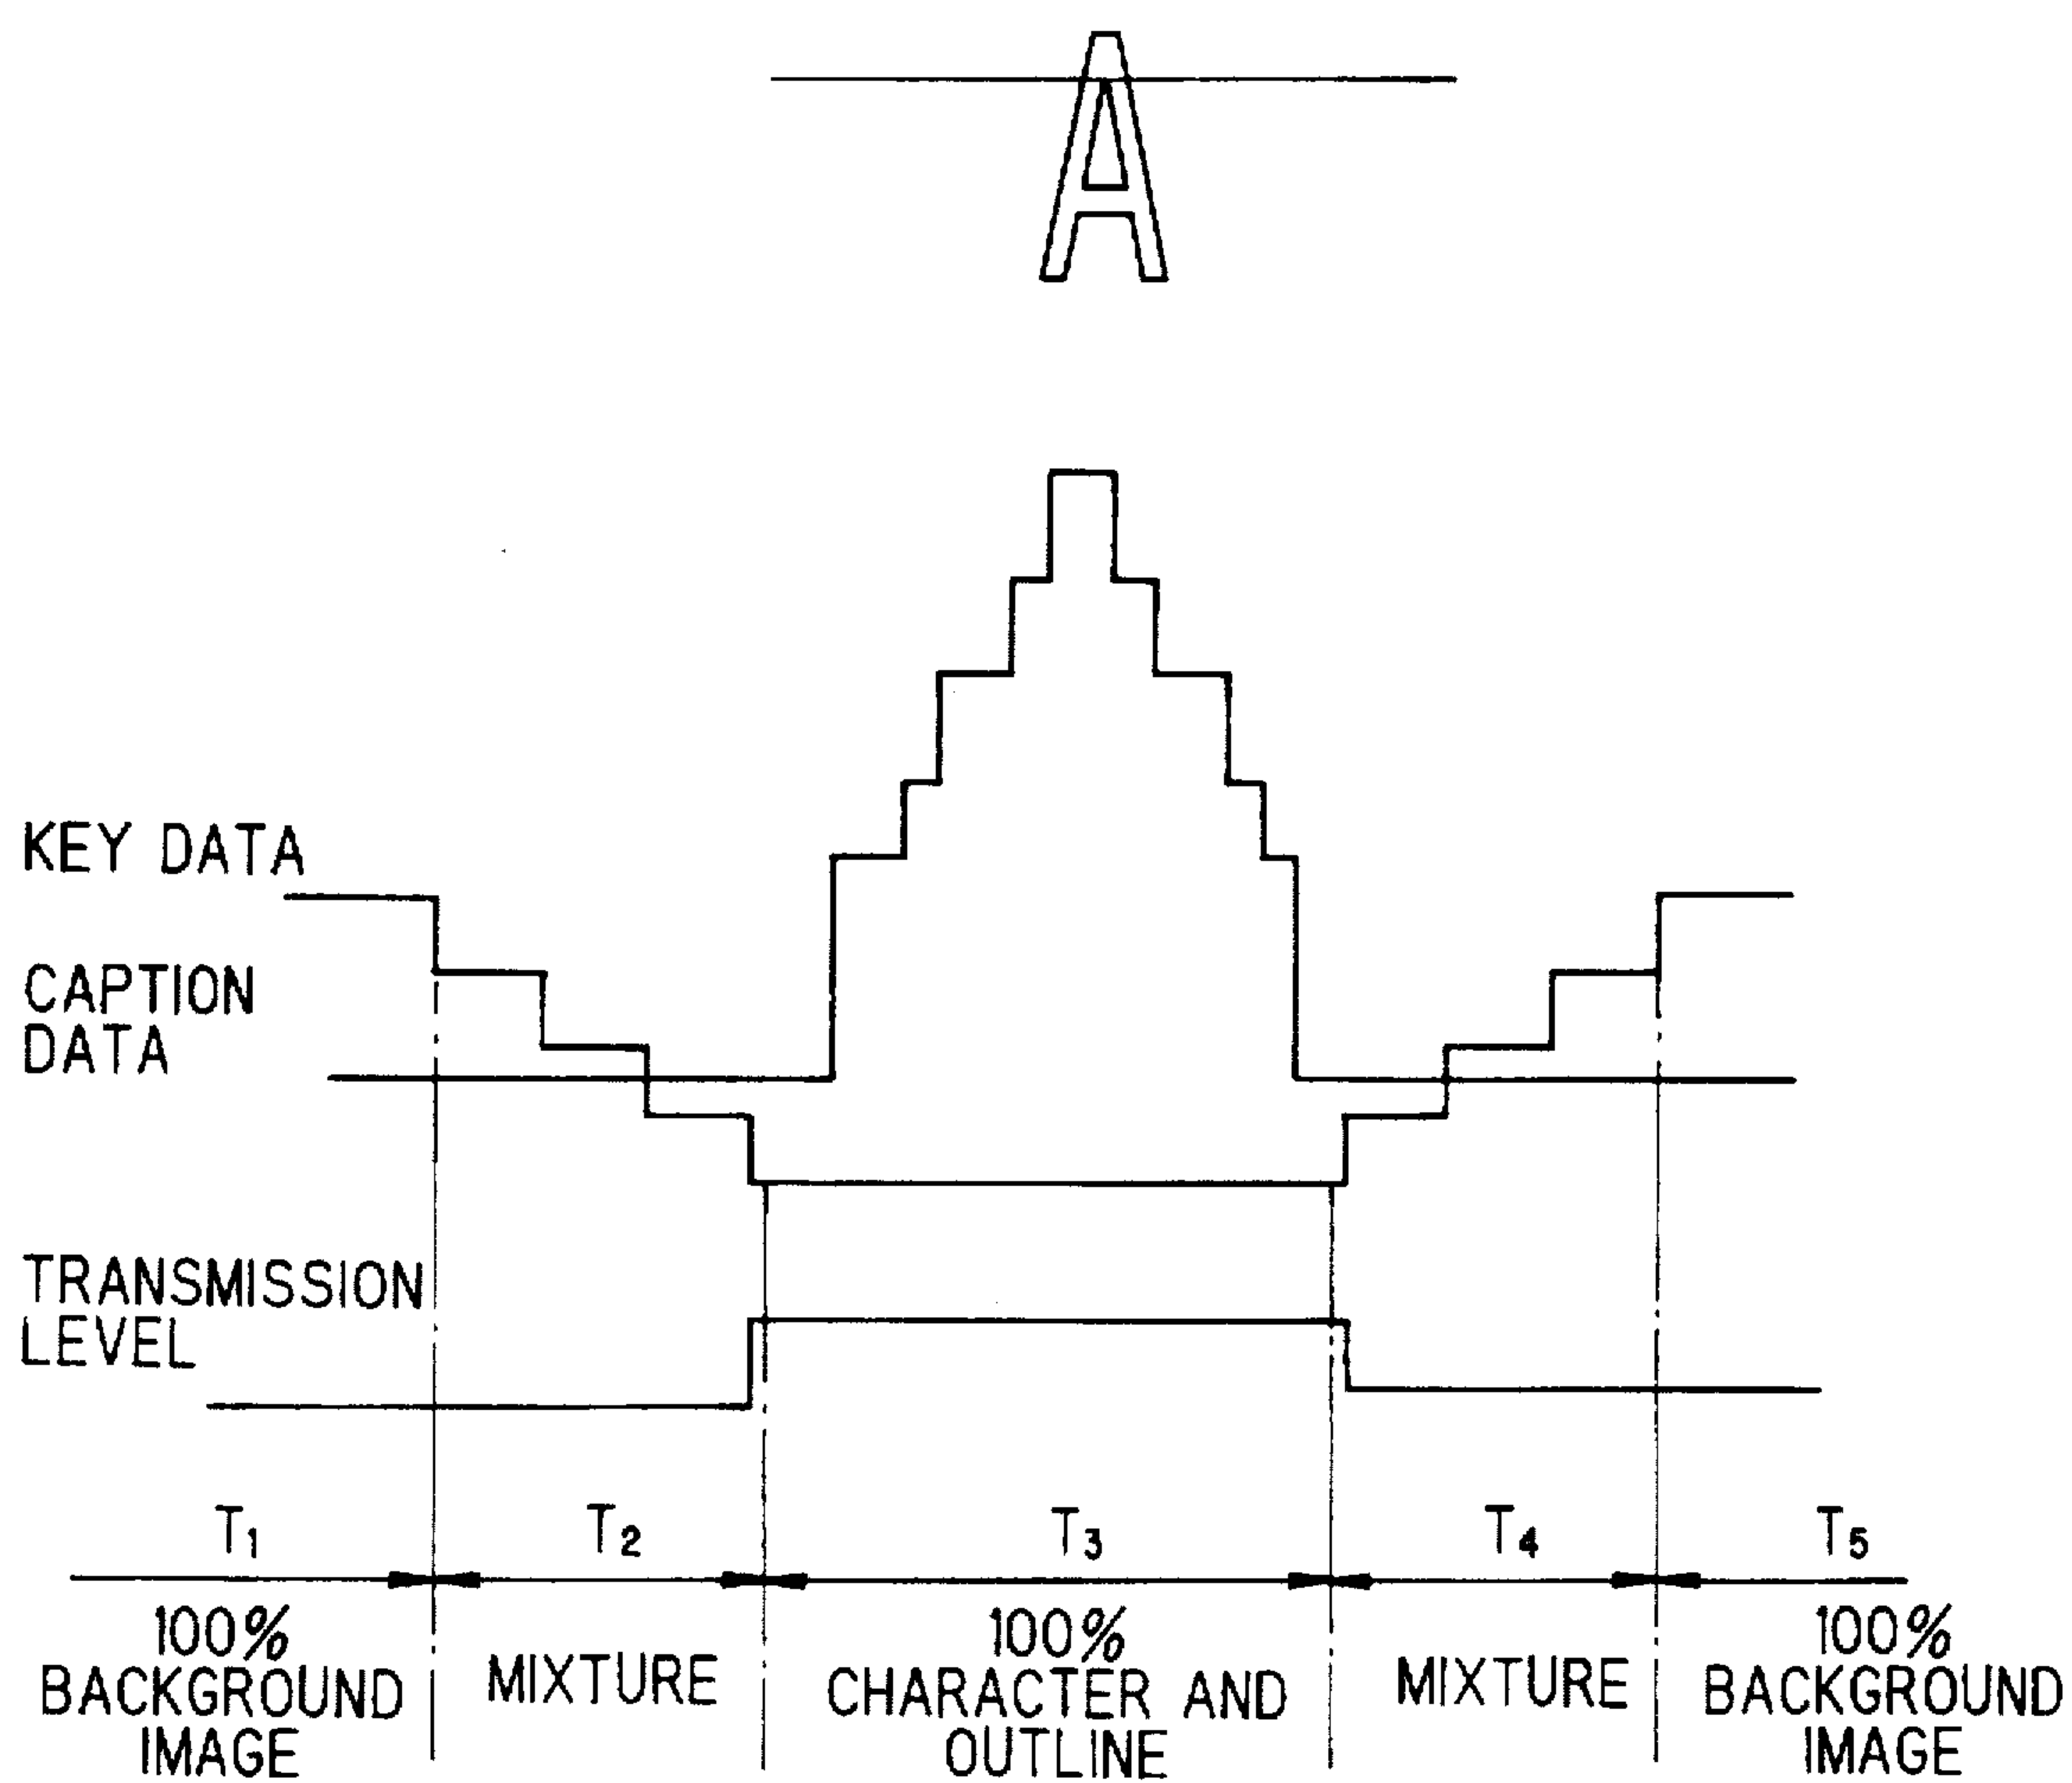 A
KEY DATA
CAPTION
DATA
TRANSMISSION
LEVEL
T1 T2 T3 T4 T5
100% BACKGROUND IMAGE
MIXTURE
100% CHARACTER AND OUTLINE
MIXTURE
100% BACKGROUND IMAGE